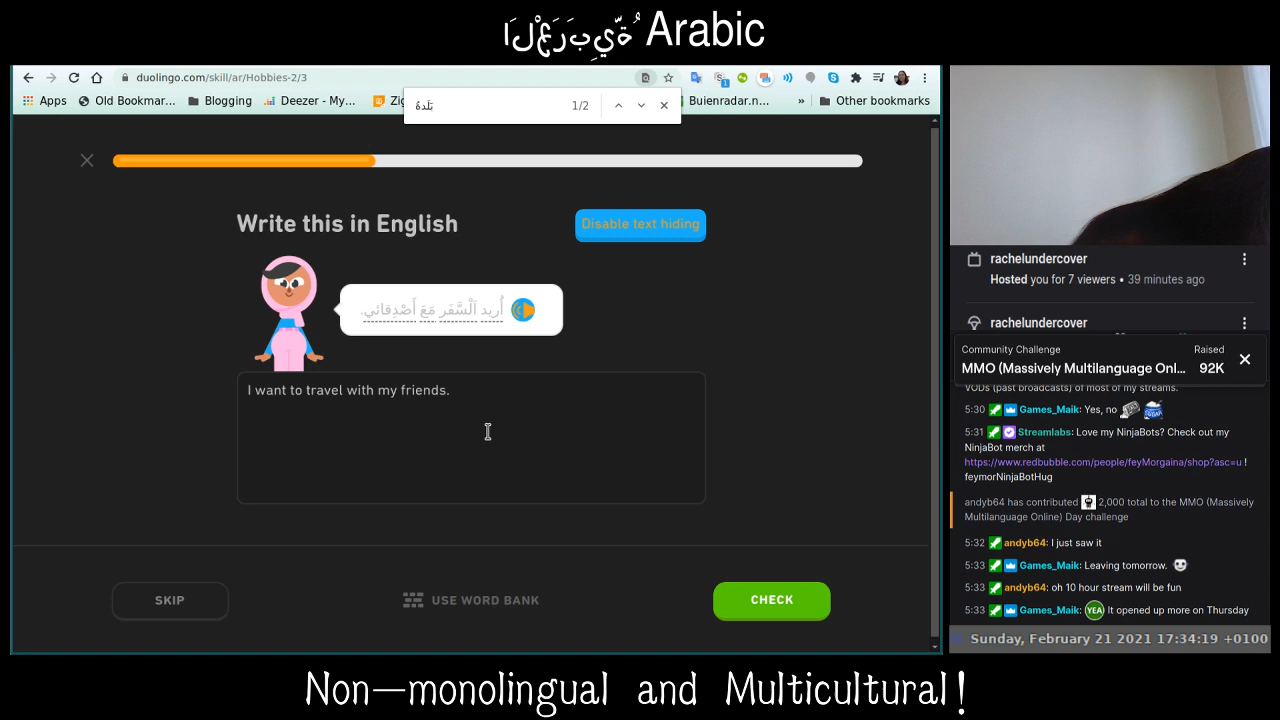 اَلْعَرَبِيّةُ Arabic
duolingo.com/skill/ar/Hobbies-2/3
Apps
Old Bookmar...
Blogging
Deezer - My...
Zig
Buienradar.n...
»
Other bookmarks
بَلَدهُ
1/2
Write this in English
Disable text hiding
أُريد اَلْسَّفَر مَعَ أَصْدِقائي.
I want to travel with my friends.
SKIP
USE WORD BANK
CHECK
rachelundercover
Hosted you for 7 viewers • 39 minutes ago
rachelundercover
Community Challenge
Raised
MMO (Massively Multilanguage Onl...
92K
VODs (past broadcasts) of most of my streams.
5:30 Games_Maik: Yes, no
5:31 Streamlabs: Love my NinjaBots? Check out my
NinjaBot merch at
https://www.redbubble.com/people/feyMorgaina/shop?asc=u !
feymorNinjaBotHug
andyb64 has contributed 2,000 total to the MMO (Massively
Multilanguage Online) Day challenge
5:32 andyb64: I just saw it
5:33 Games_Maik: Leaving tomorrow.
5:33 andyb64: oh 10 hour stream will be fun
5:33 Games_Maik: YEA It opened up more on Thursday
Sunday, February 21 2021 17:34:19 +0100
Non-monolingual and Multicultural!